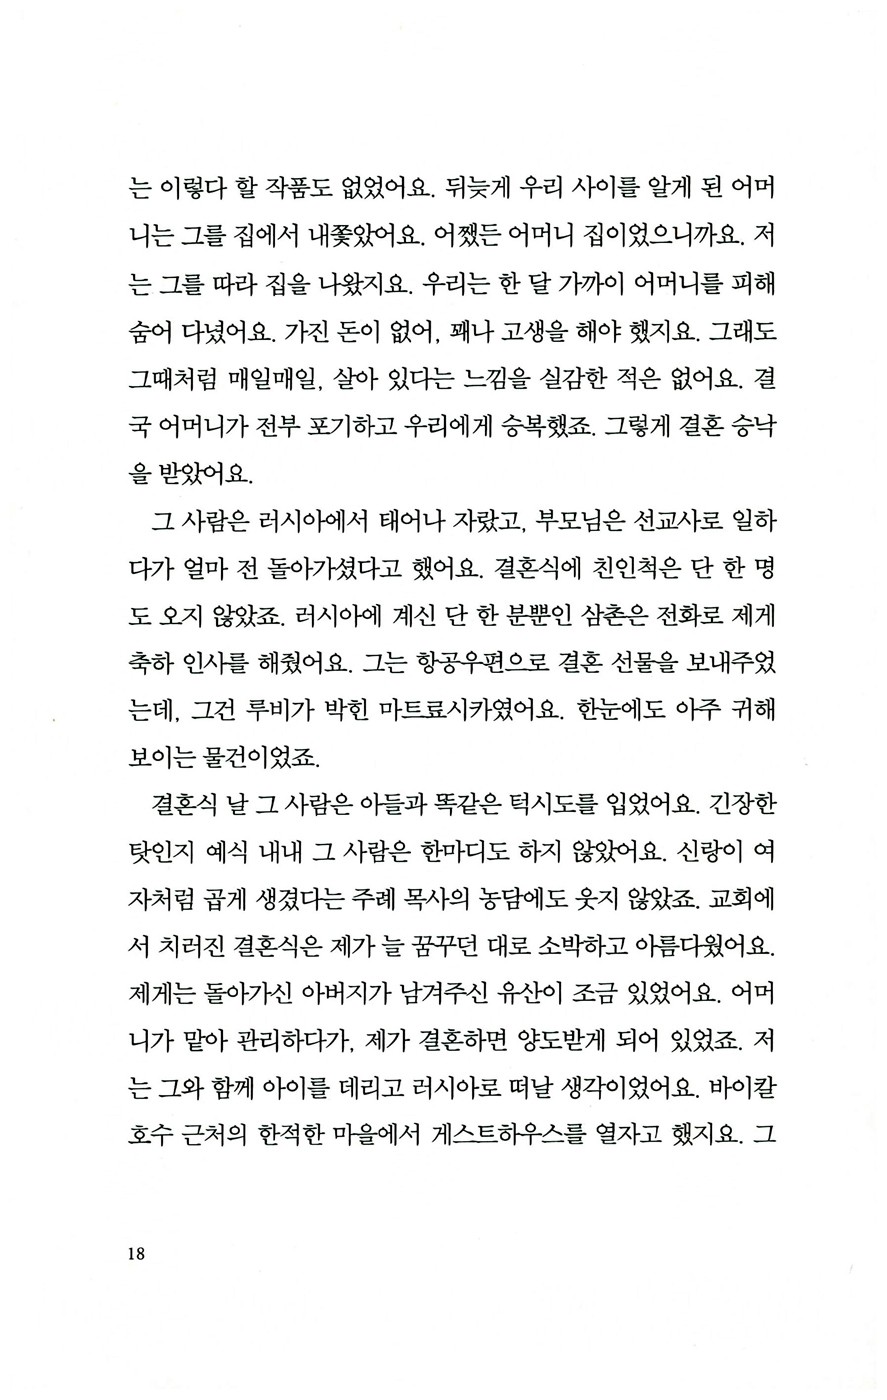 는 이렇다 할 작품도 없었어요. 뒤늦게 우리 사이를 알게 된 어머
니는 그를 집에서 내쫓았어요. 어쨌든 어머니 집이었으니까요. 저
는 그를 따라 집을 나왔지요. 우리는 한 달 가까이 어머니를 피해
숨어 다녔어요. 가진 돈이 없어, 꽤나 고생을 해야 했지요. 그래도
그때처럼 매일매일, 살아 있다는 느낌을 실감한 적은 없어요. 결
국 어머니가 전부 포기하고 우리에게 승복했죠. 그렇게 결혼 승낙
을 받았어요.
그 사람은 러시아에서 태어나 자랐고, 부모님은 선교사로 일하
다가 얼마 전 돌아가셨다고 했어요. 결혼식에 친인척은 단 한 명
도 오지 않았죠. 러시아에 계신 단 한 분뿐인 삼촌은 전화로 제게
축하 인사를 해줬어요. 그는 항공우편으로 결혼 선물을 보내주었
는데, 그건 루비가 박힌 마트료시카였어요. 한눈에도 아주 귀해
보이는 물건이었죠.
결혼식 날 그 사람은 아들과 똑같은 턱시도를 입었어요. 긴장한
탓인지 예식 내내 그 사람은 한마디도 하지 않았어요. 신랑이 여
자처럼 곱게 생겼다는 주례 목사의 농담에도 웃지 않았죠. 교회에
서 치러진 결혼식은 제가 늘 꿈꾸던 대로 소박하고 아름다웠어요.
제게는 돌아가신 아버지가 남겨주신 유산이 조금 있었어요. 어머
니가 맡아 관리하다가, 제가 결혼하면 양도받게 되어 있었죠. 저
는 그와 함께 아이를 데리고 러시아로 떠날 생각이었어요. 바이칼
호수 근처의 한적한 마을에서 게스트하우스를 열자고 했지요. 그
18